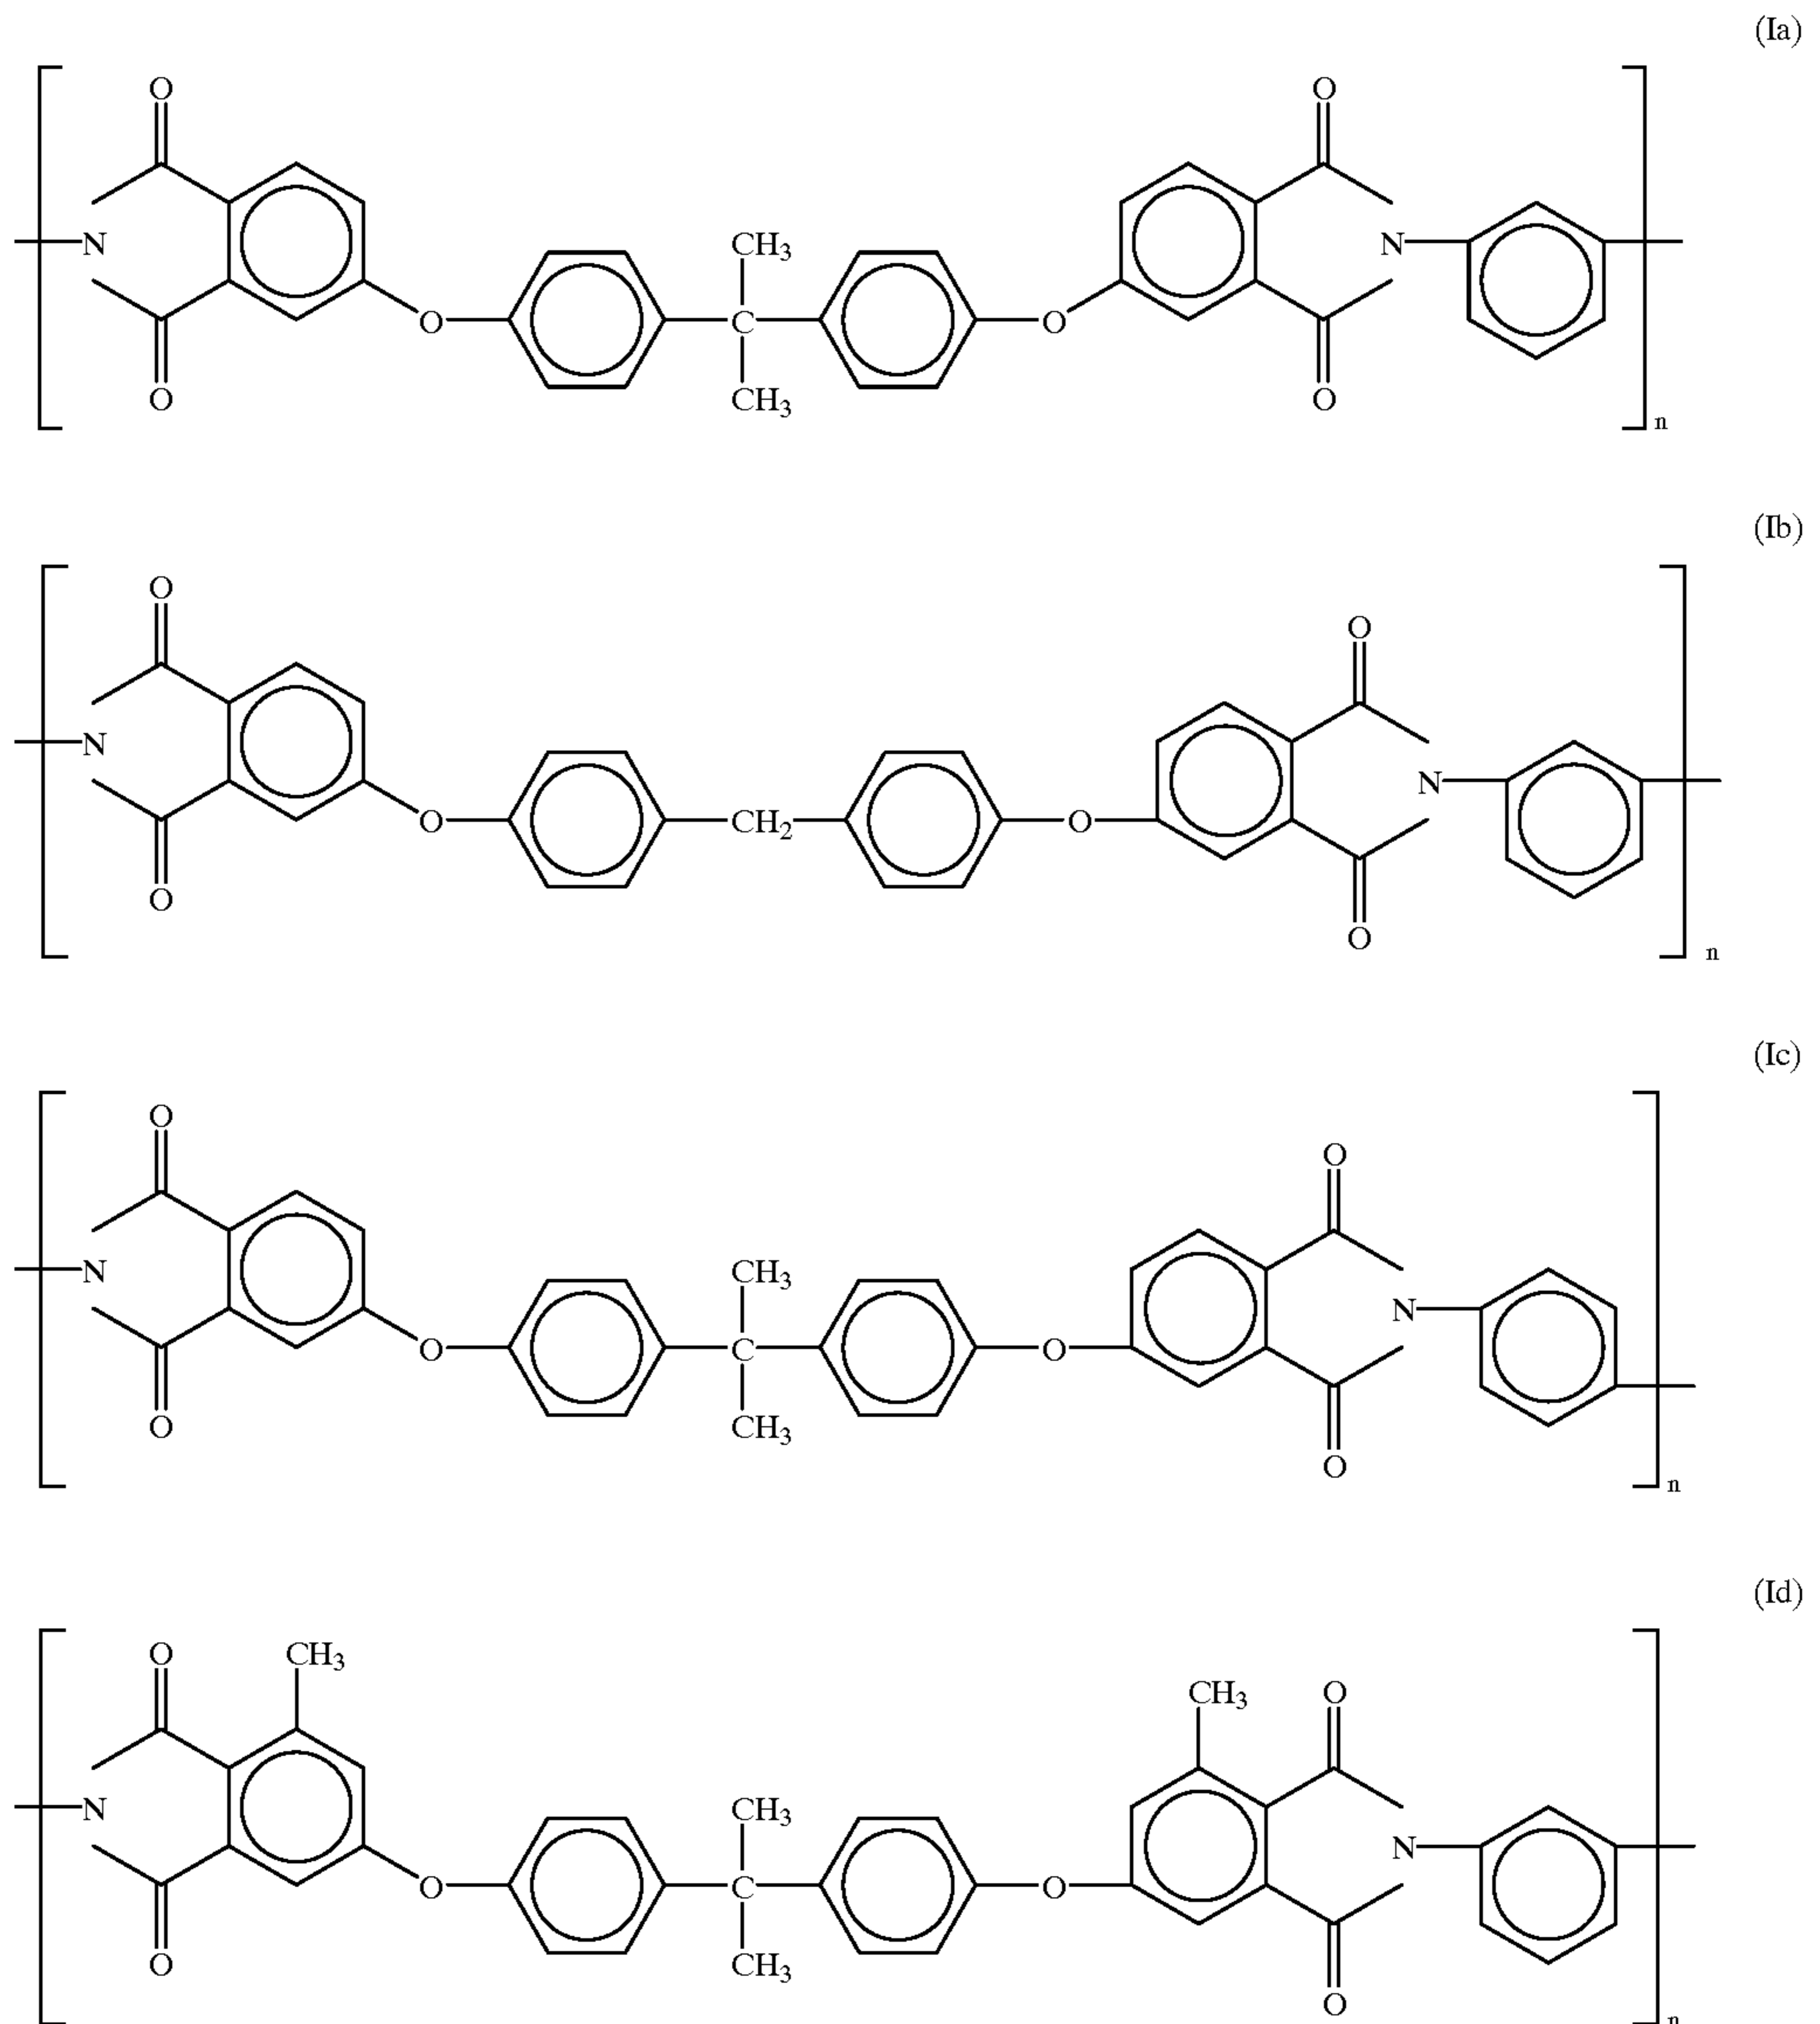 (Ia)
O O
N CH₃ N
O C O
CH₃
O O
n
(Ib)
O
O
N
N
O CH₂ O
O
O
n
(Ic)
O
O
N CH₃
N
O C O
O CH₃
O
n
(Id)
O CH₃
CH₃ O
N CH₃
N
O C O
O CH₃
O
n